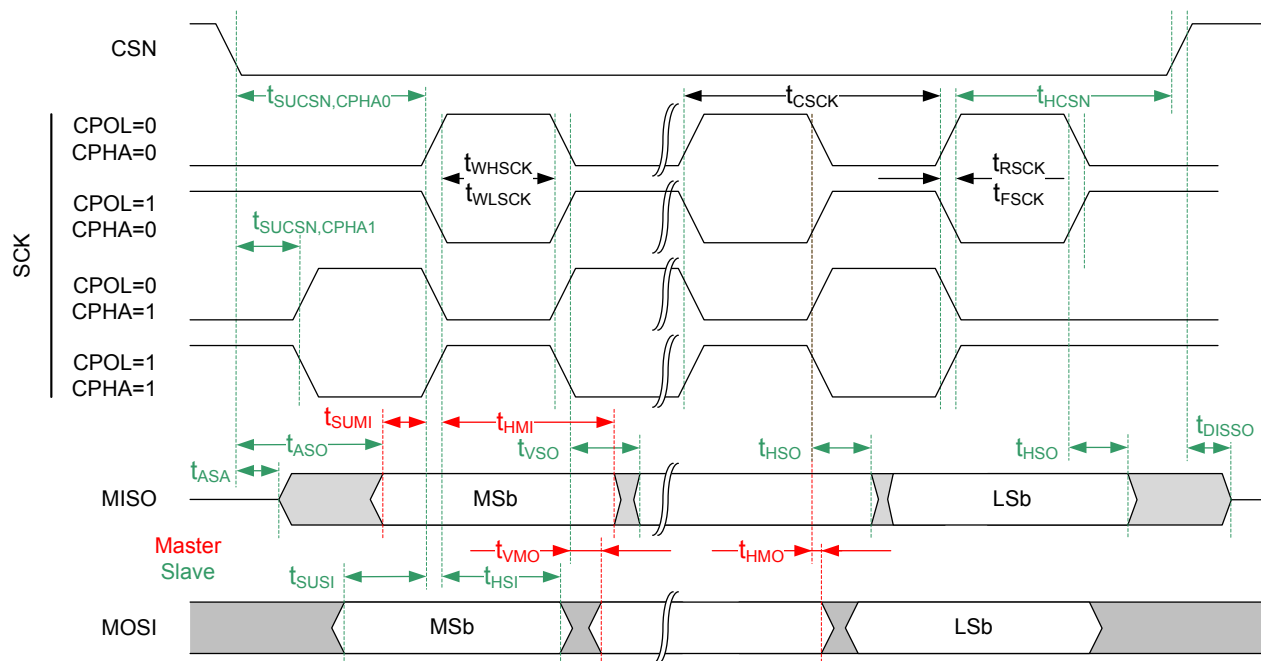 CSN
tSUCSN,CPHA0
tCSCK
tHCSN
SCK
CPOL=0
CPHA=0
tWHSCK
tWLSCK
tRSCK
tFSCK
CPOL=1
CPHA=0
tSUCSN,CPHA1
CPOL=0
CPHA=1
CPOL=1
CPHA=1
tSUMI
tHMI
tASO
tVSO
tHSO
tHSO
tDISSO
tASA
MISO
MSb
LSb
Master
Slave
tVMO
tHMO
tSUSI
tHSI
MOSI
MSb
LSb